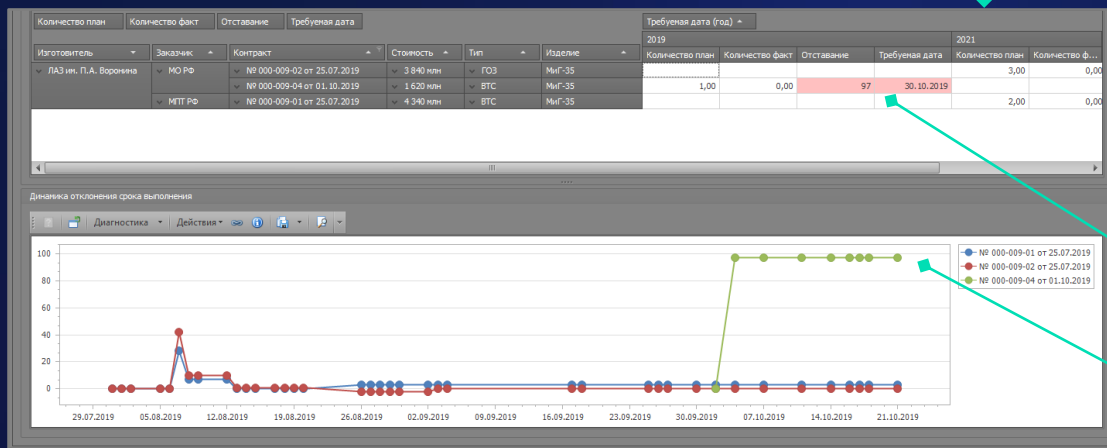 Количество план Количество факт Отставание Требуемая дата Требуемая дата (год)
2019 2021
Изготовитель Заказчик Контракт Стоимость Тип Изделие Количество план Количество факт Отставание Требуемая дата Количество план Количество ф...
ЛАЗ им. П.А. Воронина МО РФ № 000-009-02 от 25.07.2019 3 840 млн ГОЗ МиГ-35 3,00 0,00
№ 000-009-04 от 01.10.2019 1 620 млн ВТС МиГ-35 1,00 0,00 97 30.10.2019
МПТ РФ № 000-009-01 от 25.07.2019 4 340 млн ВТС МиГ-35 2,00 0,00
Динамика отклонения срока выполнения
Диагностика Действия
100
80
60
40
20
0
№ 000-009-01 от 25.07.2019
№ 000-009-02 от 25.07.2019
№ 000-009-04 от 01.10.2019
29.07.2019 05.08.2019 12.08.2019 19.08.2019 26.08.2019 02.09.2019 09.09.2019 16.09.2019 23.09.2019 30.09.2019 07.10.2019 14.10.2019 21.10.2019